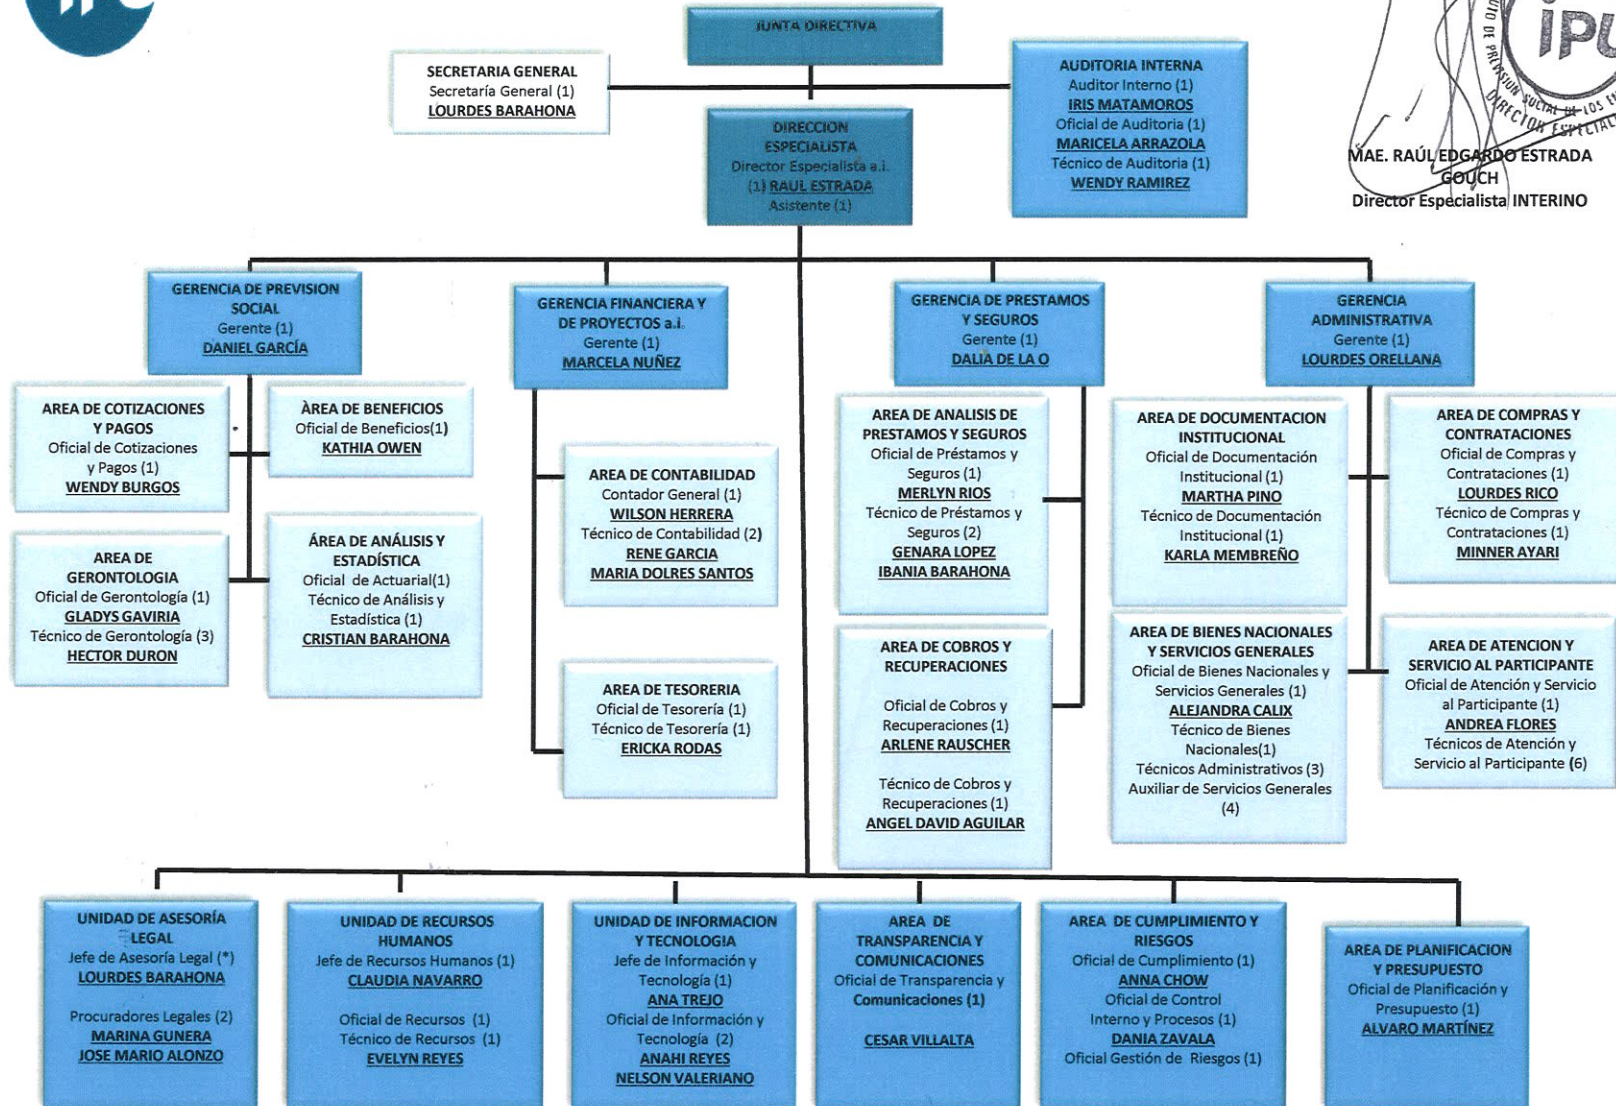 JUNTA DIRECTIVA
SECRETARIA GENERAL
Secretaría General (1)
LOURDES BARAHONA
AUDITORIA INTERNA
Auditor Interno (1)
IRIS MATAMOROS
Oficial de Auditoria (1)
MARICELA ARRAZOLA
Técnico de Auditoria (1)
WENDY RAMIREZ
DIRECCION
ESPECIALISTA
Director Especialista a.i.
(1) RAUL ESTRADA
Asistente (1)
DIRECTOR
MAE. RAÚL EDGARDO ESTRADA
GOUCH
Director Especialista INTERINO
GERENCIA DE PREVISION
SOCIAL
Gerente (1)
DANIEL GARCÍA
GERENCIA FINANCIERA Y
DE PROYECTOS a.i.
Gerente (1)
MARCELA NUÑEZ
GERENCIA DE PRESTAMOS
Y SEGUROS
Gerente (1)
DALIA DE LA O
GERENCIA
ADMINISTRATIVA
Gerente (1)
LOURDES ORELLANA
AREA DE COTIZACIONES
Y PAGOS
Oficial de Cotizaciones
y Pagos (1)
WENDY BURGOS
ÀREA DE BENEFICIOS
Oficial de Beneficios(1)
KATHIA OWEN
AREA DE
GERONTOLOGIA
Oficial de Gerontología (1)
GLADYS GAVIRIA
Técnico de Gerontología (3)
HECTOR DURON
ÁREA DE ANÁLISIS Y
ESTADÍSTICA
Oficial de Actuarial(1)
Técnico de Análisis y
Estadística (1)
CRISTIAN BARAHONA
AREA DE CONTABILIDAD
Contador General (1)
WILSON HERRERA
Técnico de Contabilidad (2)
RENE GARCIA
MARIA DOLRES SANTOS
AREA DE TESORERIA
Oficial de Tesorería (1)
Técnico de Tesorería (1)
ERICKA RODAS
AREA DE ANALISIS DE
PRESTAMOS Y SEGUROS
Oficial de Préstamos y
Seguros (1)
MERLYN RIOS
Técnico de Préstamos y
Seguros (2)
GENARA LOPEZ
IBANIA BARAHONA
AREA DE COBROS Y
RECUPERACIONES
Oficial de Cobros y
Recuperaciones (1)
ARLENE RAUSCHER
Técnico de Cobros y
Recuperaciones (1)
ANGEL DAVID AGUILAR
AREA DE DOCUMENTACION
INSTITUCIONAL
Oficial de Documentación
Institucional (1)
MARTHA PINO
Técnico de Documentación
Institucional (1)
KARLA MEMBREÑO
AREA DE BIENES NACIONALES
Y SERVICIOS GENERALES
Oficial de Bienes Nacionales y
Servicios Generales (1)
ALEJANDRA CALIX
Técnico de Bienes
Nacionales(1)
Técnicos Administrativos (3)
Auxiliar de Servicios Generales
(4)
AREA DE COMPRAS Y
CONTRATACIONES
Oficial de Compras y
Contrataciones (1)
LOURDES RICO
Técnico de Compras y
Contrataciones (1)
MINNER AYARI
AREA DE ATENCION Y
SERVICIO AL PARTICIPANTE
Oficial de Atención y Servicio
al Participante (1)
ANDREA FLORES
Técnicos de Atención y
Servicio al Participante (6)
UNIDAD DE ASESORÍA
LEGAL
Jefe de Asesoría Legal (*)
LOURDES BARAHONA
Procuradores Legales (2)
MARINA GUNERA
JOSE MARIO ALONZO
UNIDAD DE RECURSOS
HUMANOS
Jefe de Recursos Humanos (1)
CLAUDIA NAVARRO
Oficial de Recursos (1)
Técnico de Recursos (1)
EVELYN REYES
UNIDAD DE INFORMACION
Y TECNOLOGIA
Jefe de Información y
Tecnología (1)
ANA TREJO
Oficial de Información y
Tecnología (2)
ANAHI REYES
NELSON VALERIANO
AREA DE
TRANSPARENCIA Y
COMUNICACIONES
Oficial de Transparencia y
Comunicaciones (1)
CESAR VILLALTA
AREA DE CUMPLIMIENTO Y
RIESGOS
Oficial de Cumplimiento (1)
ANNA CHOW
Oficial de Control
Interno y Procesos (1)
DANIA ZAVALA
Oficial Gestión de Riesgos (1)
AREA DE PLANIFICACION
Y PRESUPUESTO
Oficial de Planificación y
Presupuesto (1)
ALVARO MARTÍNEZ